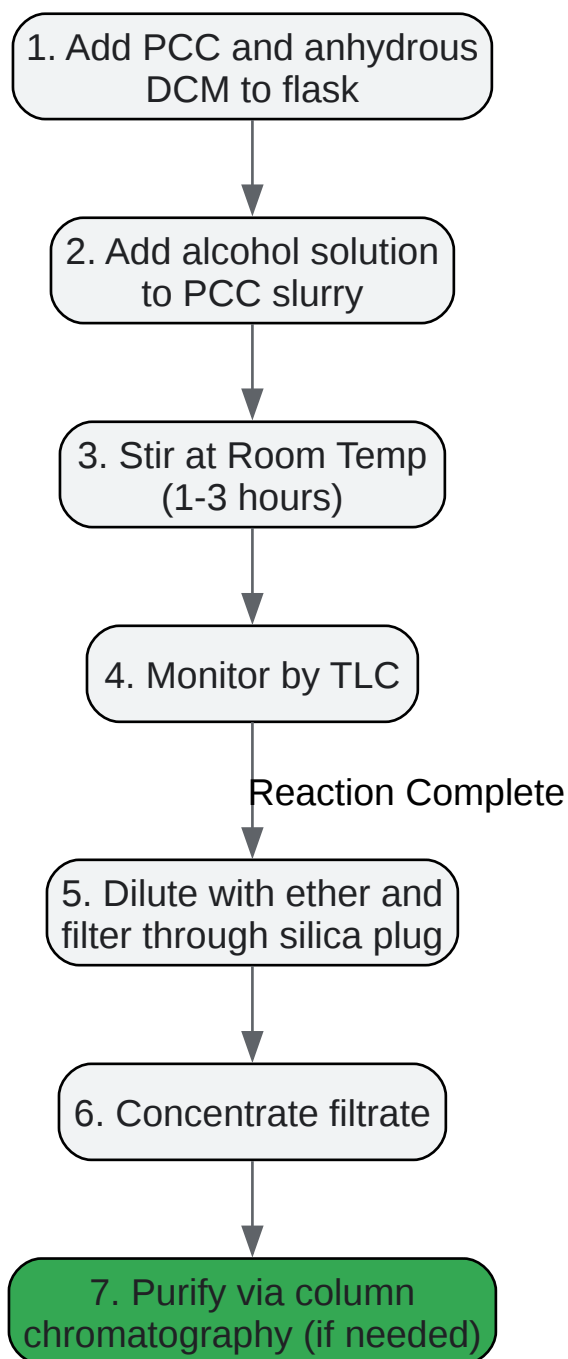 1. Add PCC and anhydrous
DCM to flask
2. Add alcohol solution
to PCC slurry
3. Stir at Room Temp
(1-3 hours)
4. Monitor by TLC
Reaction Complete
5. Dilute with ether and
filter through silica plug
6. Concentrate filtrate
7. Purify via column
chromatography (if needed)